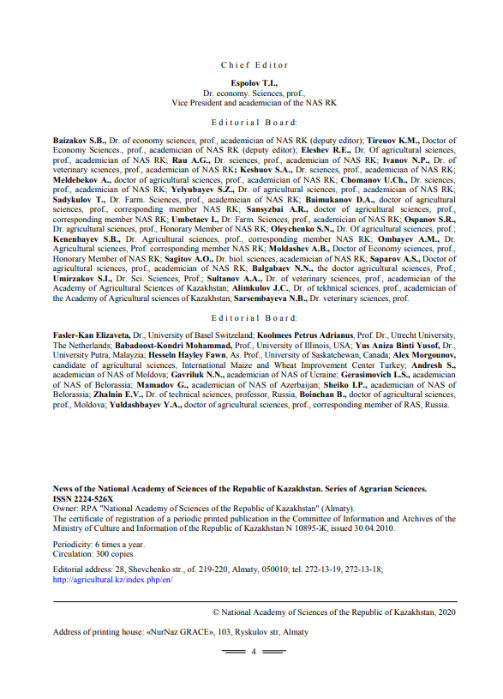 Chief Editor
Espolov T.I.,
Dr. economy. Sciences, prof.,
Vice President and academician of the NAS RK
Editorial Board:
Baizakov S.B., Dr. of economy sciences, prof., academician of NAS RK (deputy editor); Tireuov K.M., Doctor of
Economy Sciences., prof., academician of NAS RK (deputy editor); Eleshev R.E., Dr. Of agricultural sciences,
prof., academician of NAS RK; Rau A.G., Dr. sciences, prof., academician of NAS RK; Ivanov N.P., Dr. of
veterinary sciences, prof., academician of NAS RK; Keshuov S.A., Dr. sciences, prof., academician of NAS RK;
Meldebekov A., doctor of agricultural sciences, prof., academician of NAS RK; Chomanov U.Ch., Dr. sciences,
prof., academician of NAS RK; Yelyubayev S.Z., Dr. of agricultural sciences, prof., academician of NAS RK;
Sadykulov T., Dr. Farm. Sciences, prof., academician of NAS RK; Baimukanov D.A., doctor of agricultural
sciences, prof., corresponding member NAS RK; Sansyzbai A.R., doctor of agricultural sciences, prof.,
corresponding member NAS RK; Umbetaev I., Dr. Farm. Sciences, prof., academician of NAS RK; Ospanov S.R.,
Dr. agricultural sciences, prof., Honorary Member of NAS RK; Oleychenko S.N., Dr. Of agricultural sciences, prof.;
Kenenbayev S.B., Dr. Agricultural sciences, prof., corresponding member NAS RK; Ombayev A.M., Dr.
Agricultural sciences, Prof. corresponding member NAS RK; Moldashev A.B., Doctor of Economy sciences, prof.,
Honorary Member of NAS RK; Sagitov A.O., Dr. biol. sciences, academician of NAS RK; Saparov A.S., Doctor of
agricultural sciences, prof., academician of NAS RK; Balgabaev N.N., the doctor agricultural sciences, Prof.;
Umirzakov S.I., Dr. Sci. Sciences, Prof.; Sultanov A.A., Dr. of veterinary sciences, prof., academician of the
Academy of Agricultural Sciences of Kazakhstan; Alimkulov J.C., Dr. of tekhnical sciences, prof., academician of
the Academy of Agricultural sciences of Kazakhstan; Sarsembayeva N.B., Dr. veterinary sciences, prof.
Editorial Board:
Fasler-Kan Elizaveta, Dr., University of Basel Switzeland; Koolmees Petrus Adrianus, Prof. Dr., Utrecht University,
The Netherlands; Babadoost-Kondri Mohammad, Prof., University of Illinois, USA; Yus Aniza Binti Yusof, Dr.,
University Putra, Malayzia; Hesseln Hayley Fawn, As. Prof., University of Saskatchewan, Canada; Alex Morgounov,
candidate of agricultural sciences, International Maize and Wheat Improvement Center Turkey; Andresh S.,
academician of NAS of Moldova; Gavriluk N.N., academician of NAS of Ucraine; Gerasimovich L.S., academician
of NAS of Belorassia; Mamadov G., academician of NAS of Azerbaijan; Sheiko I.P., academician of NAS of
Belorassia; Zhalnin E.V., Dr. of technical sciences, professor, Russia, Boinchan B., doctor of agricultural sciences,
prof., Moldova; Yuldashbayev Y.A., doctor of agricultural sciences, prof., corresponding member of RAS, Russia.
News of the National Academy of Sciences of the Republic of Kazakhstan. Series of Agrarian Sciences.
ISSN 2224-526X
Owner: RPA "National Academy of Sciences of the Republic of Kazakhstan" (Almaty).
The certificate of registration of a periodic printed publication in the Committee of Information and Archives of the
Ministry of Culture and Information of the Republic of Kazakhstan N 10895-Ж, issued 30.04.2010.
Periodicity: 6 times a year.
Circulation: 300 copies.
Editorial address: 28, Shevchenko str., of. 219-220, Almaty, 050010; tel. 272-13-19, 272-13-18;
http://agricultural.kz/index.php/en/
© National Academy of Sciences of the Republic of Kazakhstan, 2020
Address of printing house: «NurNaz GRACE», 103, Ryskulov str, Almaty
4